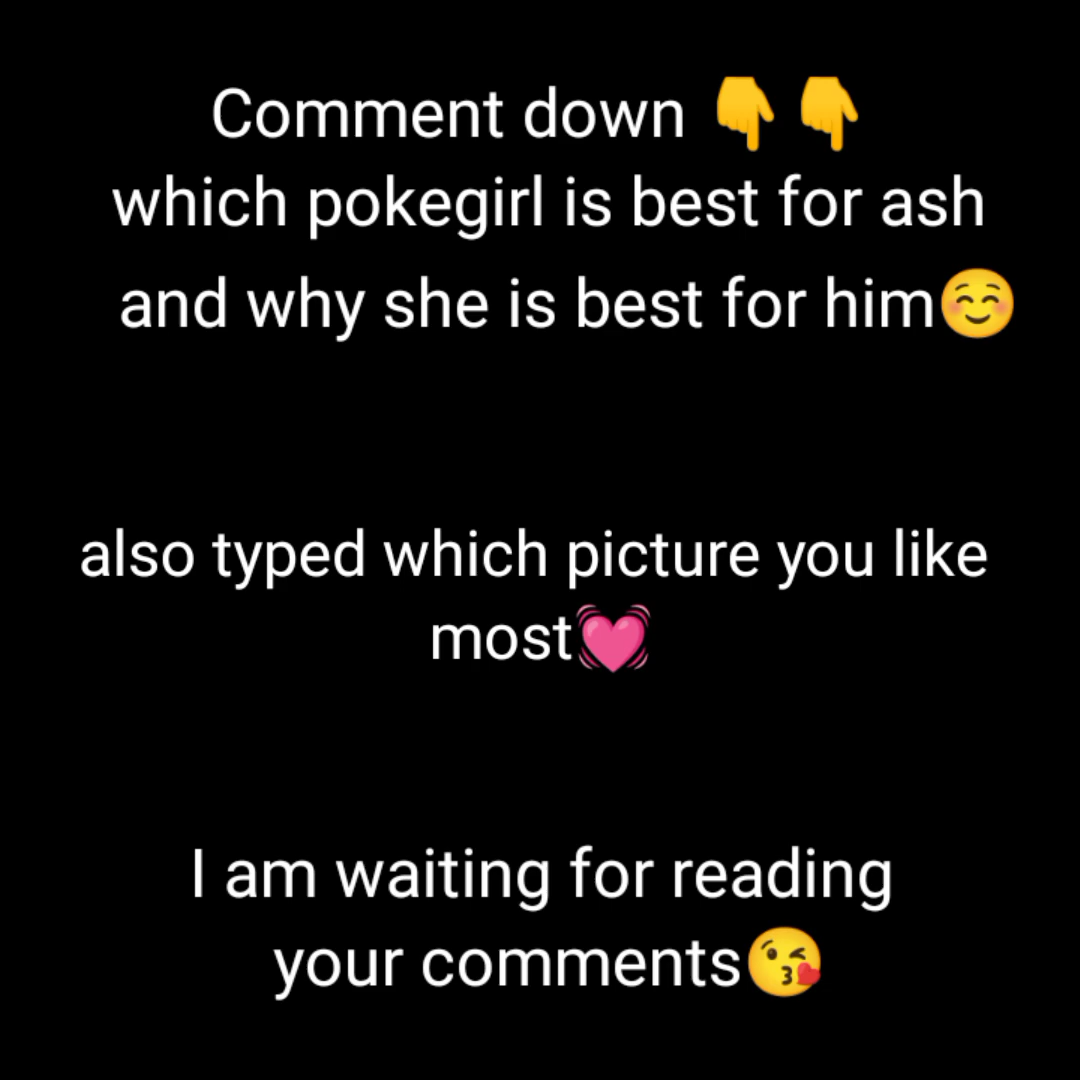 Comment down 👇👇
which pokegirl is best for ash
and why she is best for him☺️
also typed which picture you like
most💓
I am waiting for reading
your comments😘